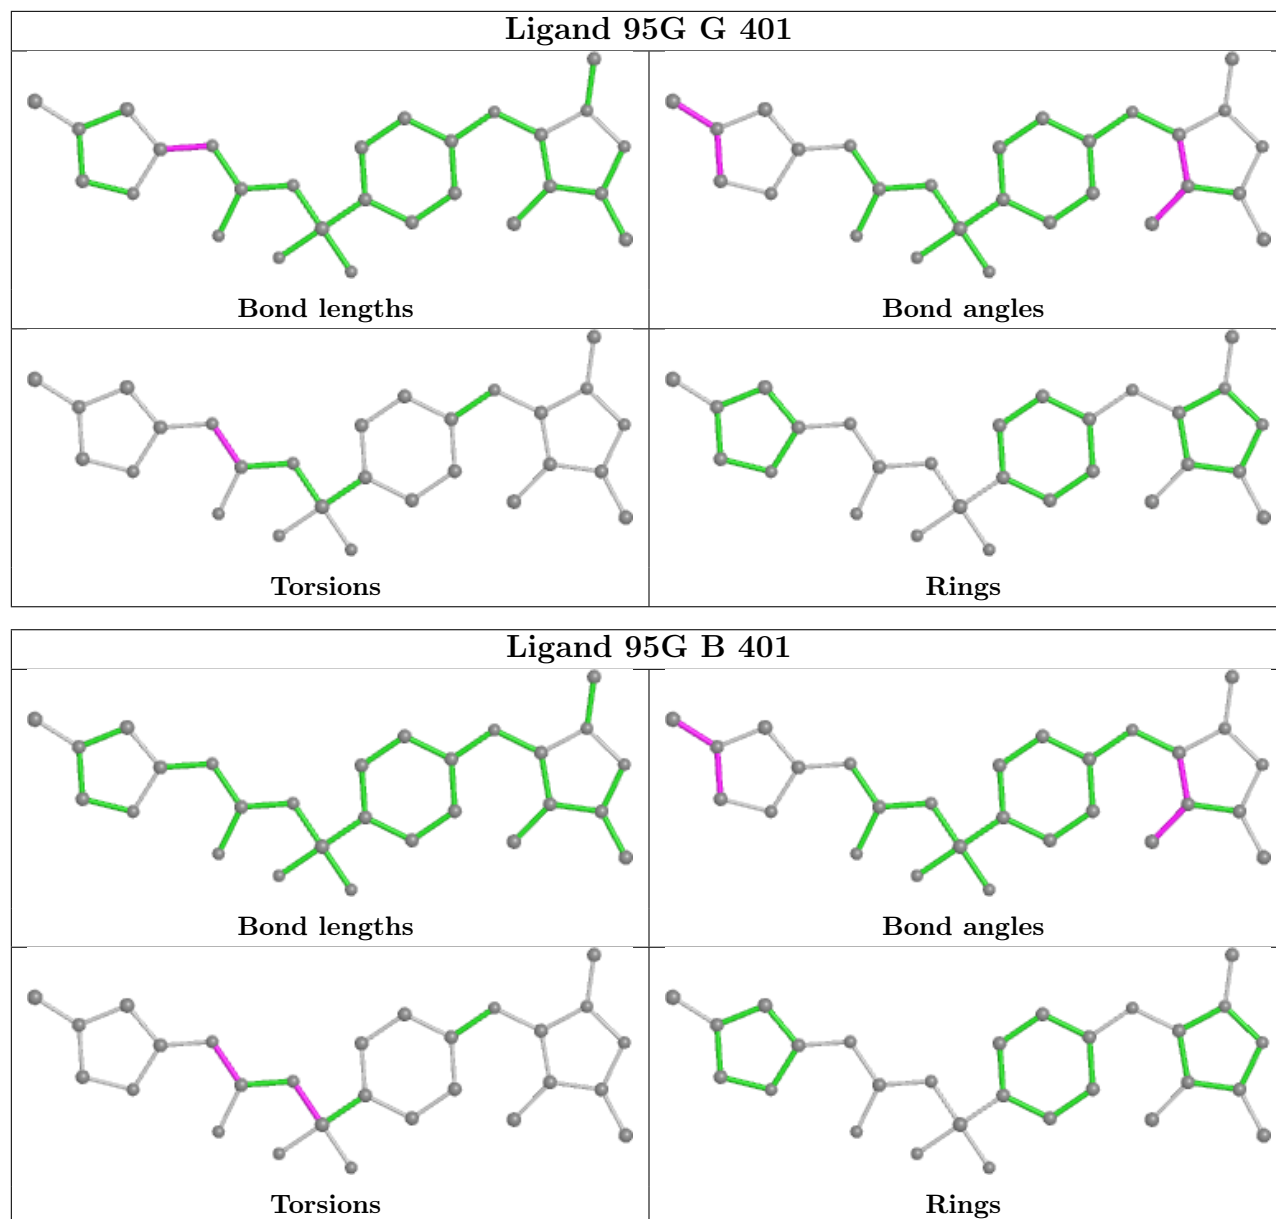 Ligand 95G G 401
Bond lengths
Bond angles
Torsions
Rings
Ligand 95G B 401
Bond lengths
Bond angles
Torsions
Rings